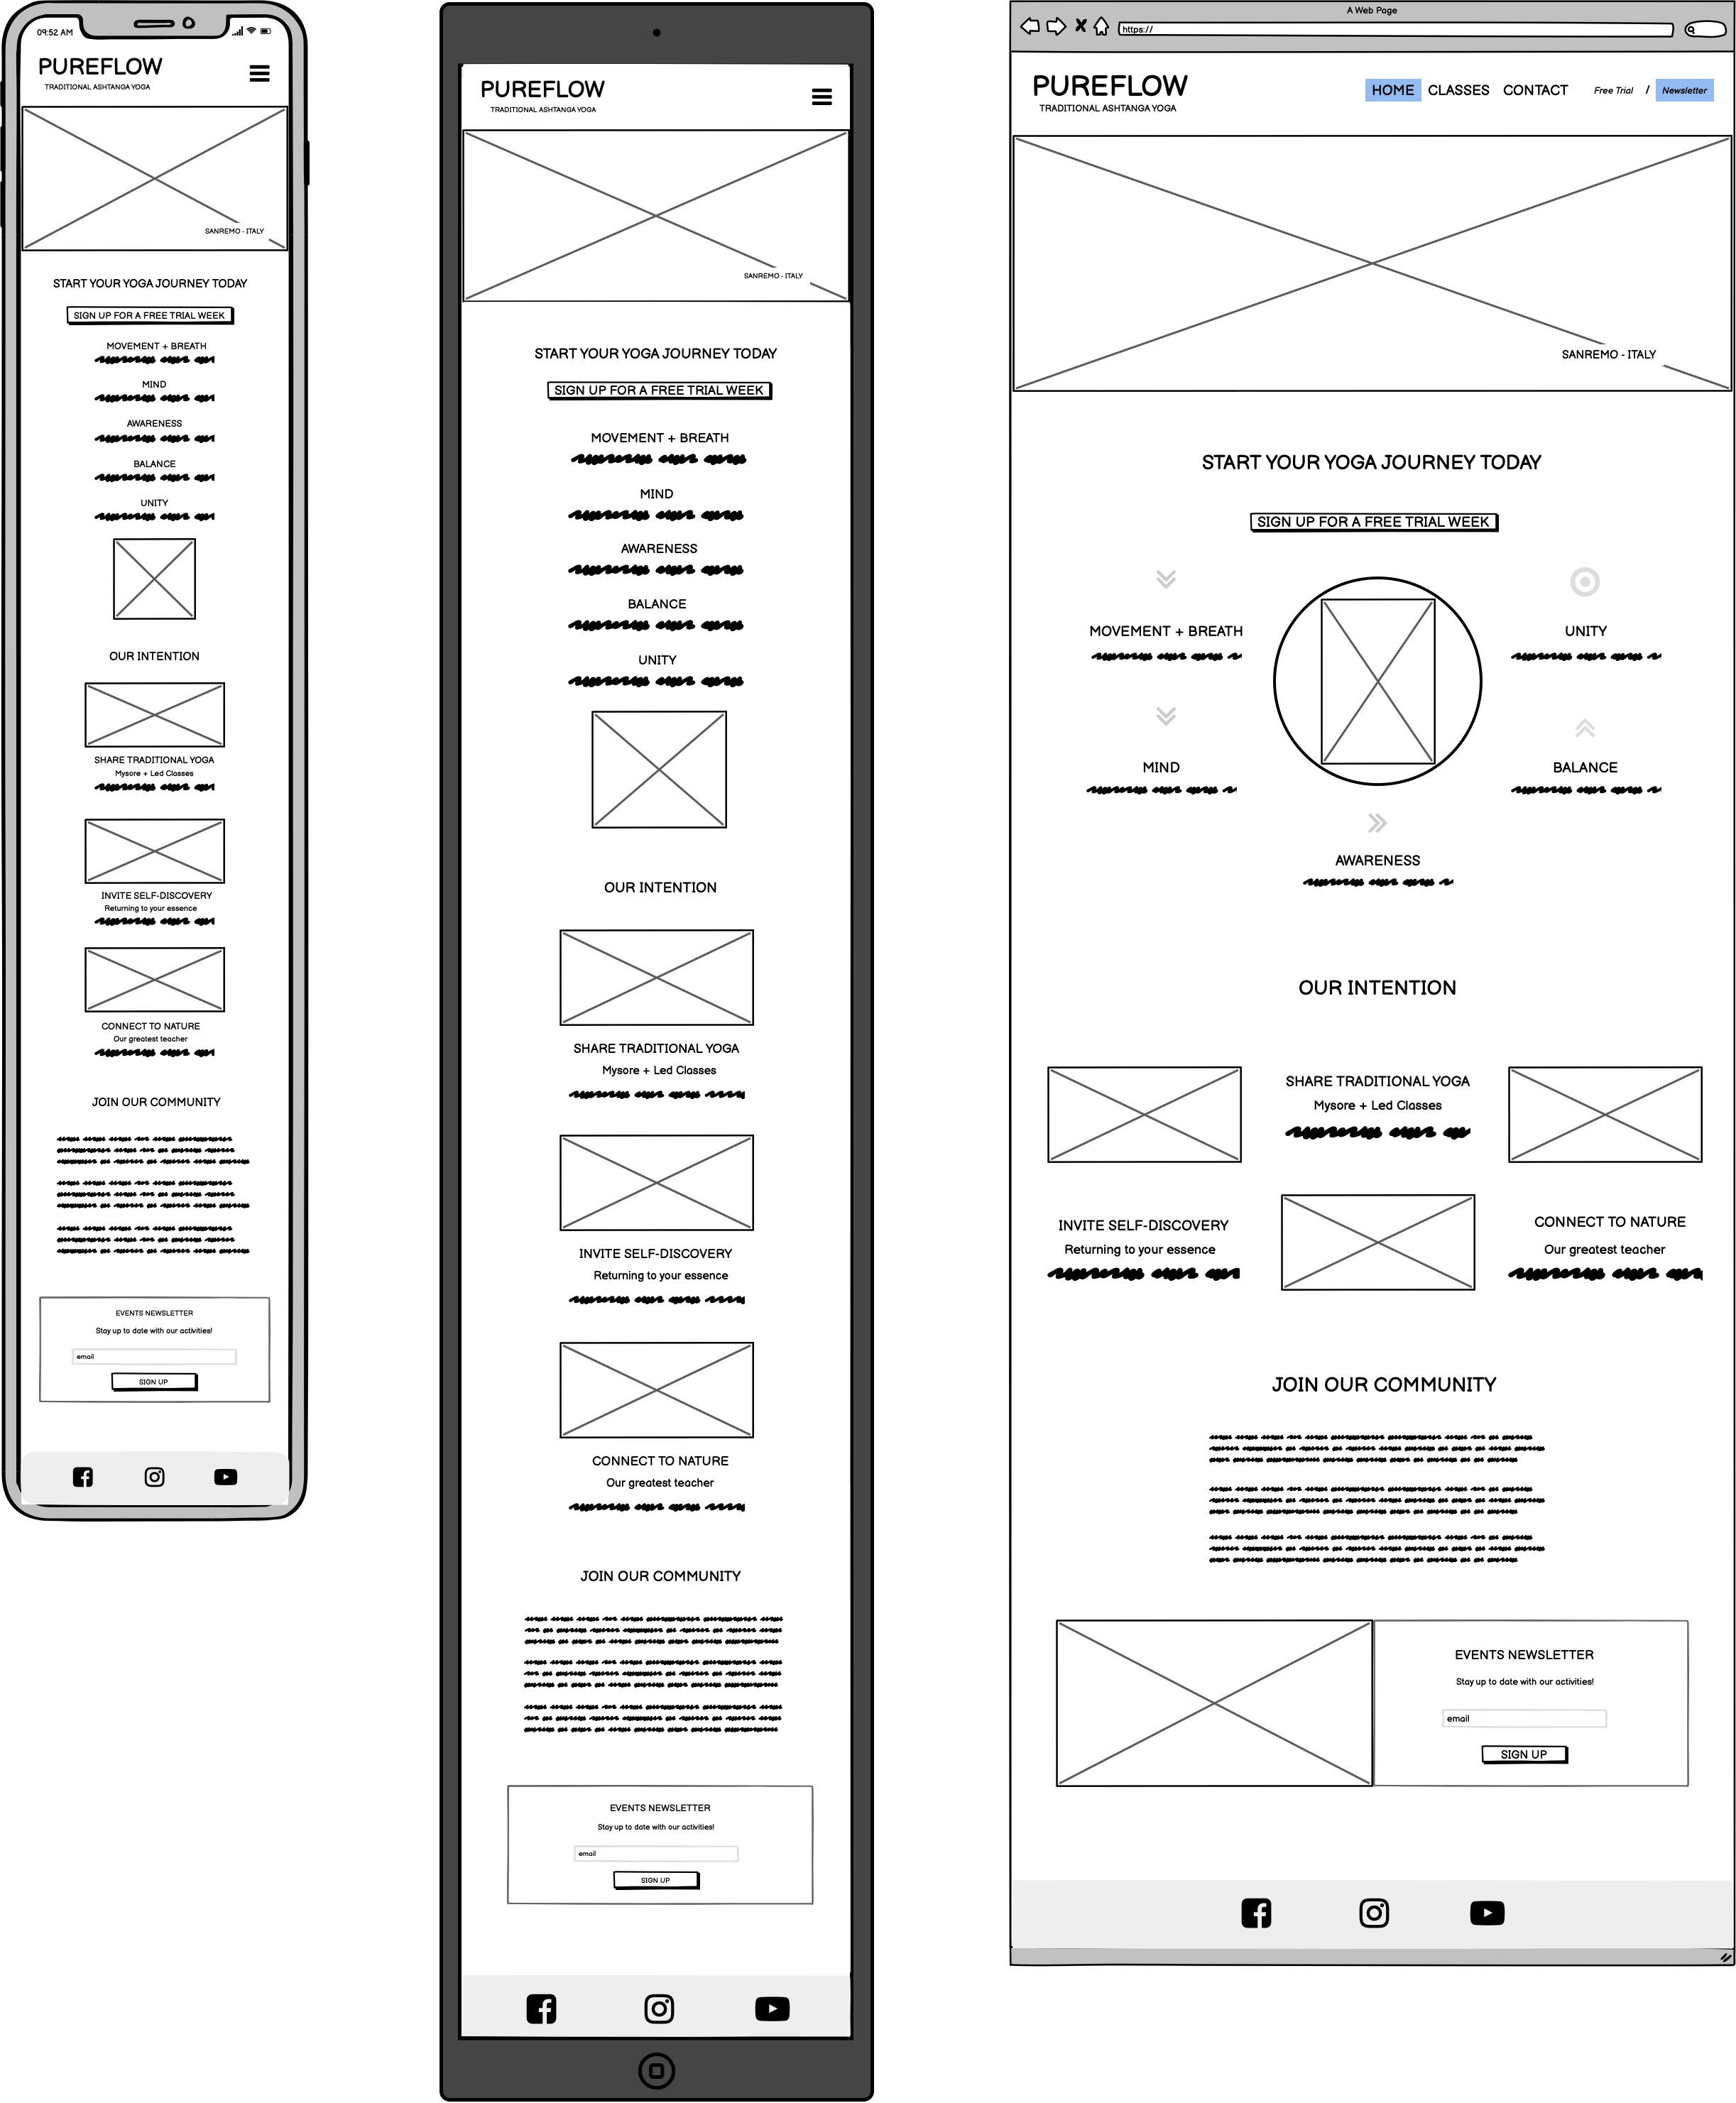 09:52 AM
PUREFLOW
TRADITIONAL ASHTANGA YOGA
SANREMO - ITALY
START YOUR YOGA JOURNEY TODAY
SIGN UP FOR A FREE TRIAL WEEK
MOVEMENT + BREATH
MIND
AWARENESS
BALANCE
UNITY
OUR INTENTION
SHARE TRADITIONAL YOGA
Mysore + Led Classes
INVITE SELF-DISCOVERY
Returning to your essence
CONNECT TO NATURE
Our greatest teacher
JOIN OUR COMMUNITY
EVENTS NEWSLETTER
Stay up to date with our activities!
email
SIGN UP
PUREFLOW
TRADITIONAL ASHTANGA YOGA
SANREMO - ITALY
START YOUR YOGA JOURNEY TODAY
SIGN UP FOR A FREE TRIAL WEEK
MOVEMENT + BREATH
MIND
AWARENESS
BALANCE
UNITY
OUR INTENTION
SHARE TRADITIONAL YOGA
Mysore + Led Classes
INVITE SELF-DISCOVERY
Returning to your essence
CONNECT TO NATURE
Our greatest teacher
JOIN OUR COMMUNITY
EVENTS NEWSLETTER
Stay up to date with our activities!
email
SIGN UP
A Web Page
https://
PUREFLOW
TRADITIONAL ASHTANGA YOGA
HOME CLASSES CONTACT Free Trial / Newsletter
SANREMO - ITALY
START YOUR YOGA JOURNEY TODAY
SIGN UP FOR A FREE TRIAL WEEK
MOVEMENT + BREATH
UNITY
MIND
BALANCE
AWARENESS
OUR INTENTION
SHARE TRADITIONAL YOGA
Mysore + Led Classes
INVITE SELF-DISCOVERY
Returning to your essence
CONNECT TO NATURE
Our greatest teacher
JOIN OUR COMMUNITY
EVENTS NEWSLETTER
Stay up to date with our activities!
email
SIGN UP